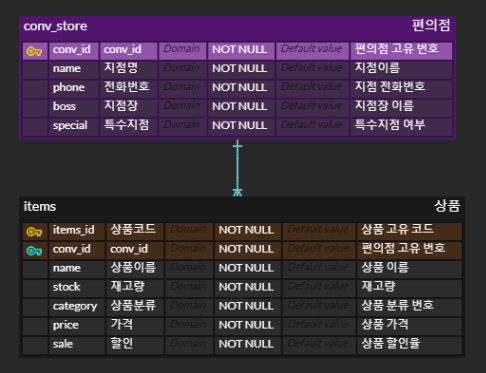 conv_store 편의점
conv_id conv_id Domain NOT NULL Default value 편의점 고유 번호
name 지점명 Domain NOT NULL Default value 지점이름
phone 전화번호 Domain NOT NULL Default value 지점 전화번호
boss 지점장 Domain NOT NULL Default value 지점장 이름
special 특수지점 Domain NOT NULL Default value 특수지점 여부
items 상품
items_id 상품코드 Domain NOT NULL Default value 상품 고유 코드
conv_id conv_id Domain NOT NULL Default value 편의점 고유 번호
name 상품이름 Domain NOT NULL Default value 상품 이름
stock 재고량 Domain NOT NULL Default value 재고량
category 상품분류 Domain NOT NULL Default value 상품 분류 번호
price 가격 Domain NOT NULL Default value 상품 가격
sale 할인 Domain NOT NULL Default value 상품 할인율